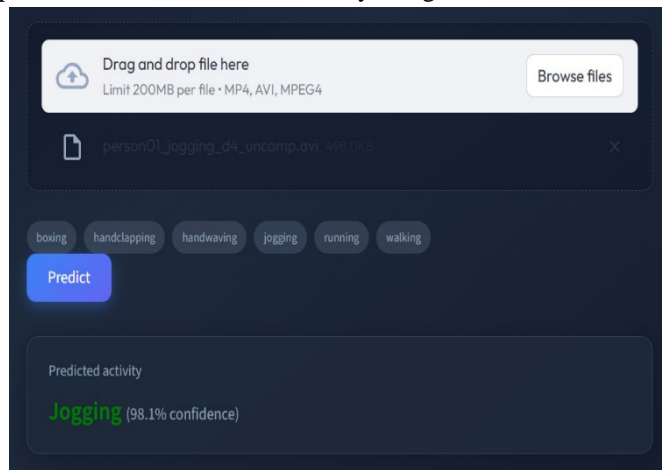 Drag and drop file here
Limit 200MB per file • MP4, AVI, MPEG4
Browse files
person01_jogging_d4_uncomp.avi 498.0KB
boxing handclapping handwaving jogging running walking
Predict
Predicted activity
Jogging (98.1% confidence)